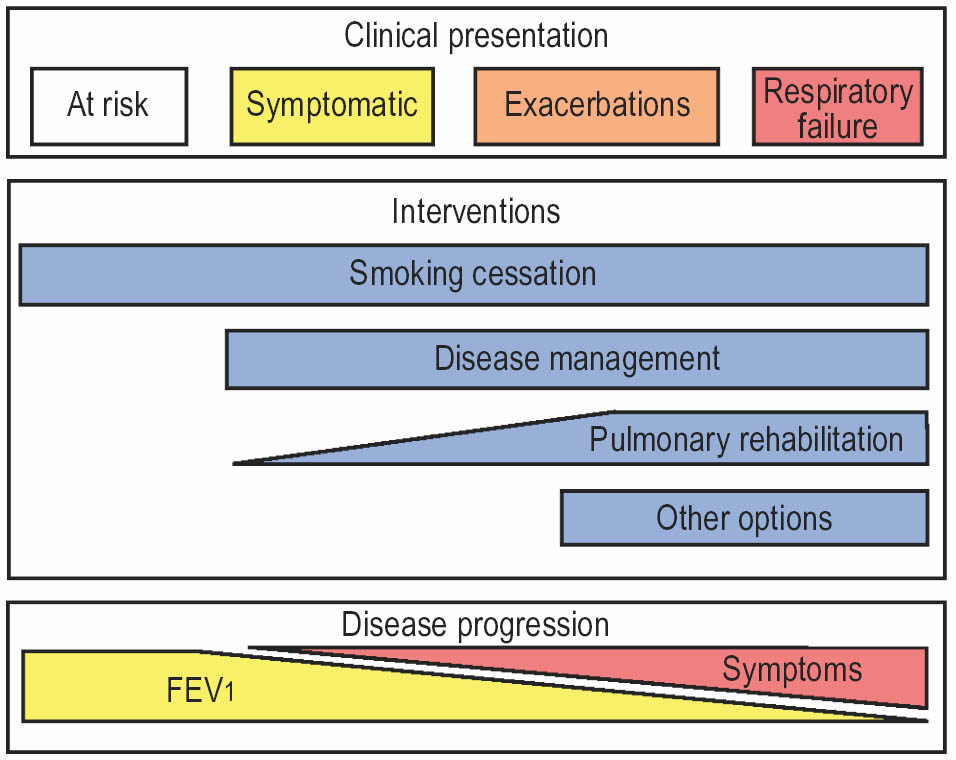 Clinical presentation
At risk
Symptomatic
Exacerbations
Respiratory
failure
Interventions
Smoking cessation
Disease management
Pulmonary rehabilitation
Other options
Disease progression
Symptoms
FEV1